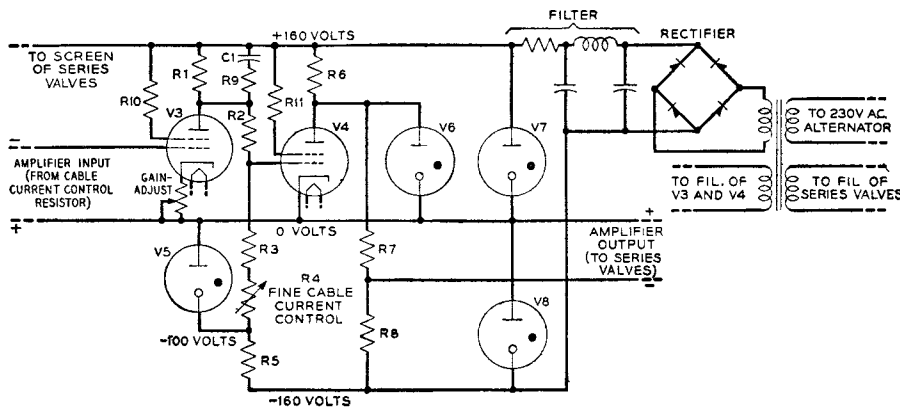 FILTER
+160 VOLTS
RECTIFIER
TO SCREEN
OF SERIES
VALVES
R1
C1
R9
R6
R10
R2
R11
V3
V4
V6
V7
TO 230V A.C.
ALTERNATOR
AMPLIFIER INPUT
(FROM CABLE
CURRENT CONTROL
RESISTOR)
GAIN-
ADJUST
TO FIL. OF
V3 AND V4
TO FIL. OF
SERIES VALVES
−
+
0 VOLTS
+
AMPLIFIER
OUTPUT
(TO SERIES
VALVES)
−
V5
R3
R7
R4
FINE CABLE
CURRENT
CONTROL
V8
-100 VOLTS
R5
R8
-160 VOLTS